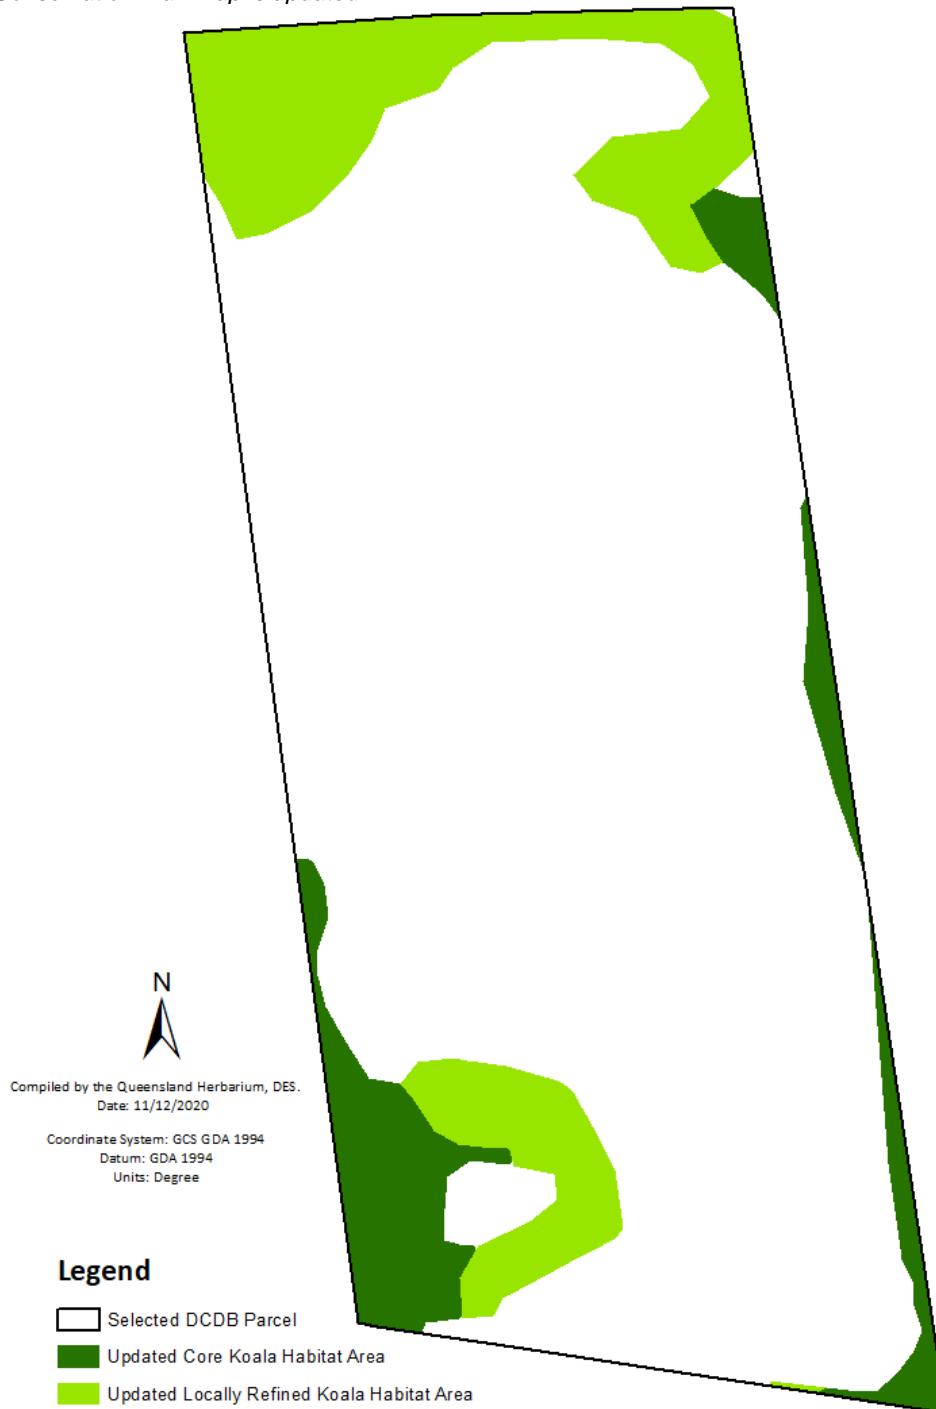 N
Compiled by the Queensland Herbarium, DES.
Date: 11/12/2020
Coordinate System: GCS GDA 1994
Datum: GDA 1994
Units: Degree
Legend
Selected DCDB Parcel
Updated Core Koala Habitat Area
Updated Locally Refined Koala Habitat Area